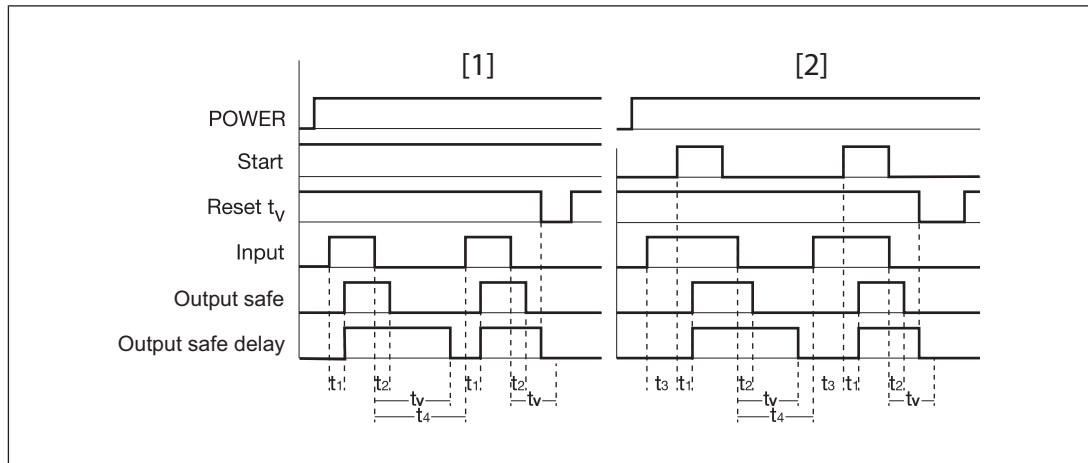 [1] [2]
POWER
Start
Reset tV
Input
Output safe
Output safe delay
t1 t2 t1 t2 t3 t1 t2 t3 t1 t2
tv tv tv tv
t4 t4